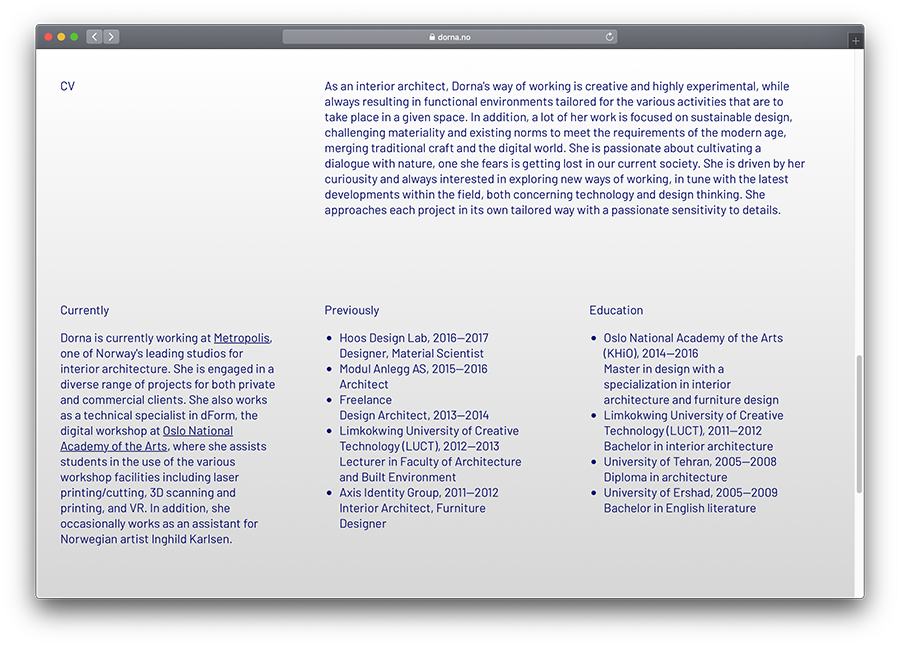 dorna.no
CV
As an interior architect, Dorna's way of working is creative and highly experimental, while
always resulting in functional environments tailored for the various activities that are to
take place in a given space. In addition, a lot of her work is focused on sustainable design,
challenging materiality and existing norms to meet the requirements of the modern age,
merging traditional craft and the digital world. She is passionate about cultivating a
dialogue with nature, one she fears is getting lost in our current society. She is driven by her
curiousity and always interested in exploring new ways of working, in tune with the latest
developments within the field, both concerning technology and design thinking. She
approaches each project in its own tailored way with a passionate sensitivity to details.
Currently
Dorna is currently working at Metropolis,
one of Norway's leading studios for
interior architecture. She is engaged in a
diverse range of projects for both private
and commercial clients. She also works
as a technical specialist in dForm, the
digital workshop at Oslo National
Academy of the Arts, where she assists
students in the use of the various
workshop facilities including laser
printing/cutting, 3D scanning and
printing, and VR. In addition, she
occasionally works as an assistant for
Norwegian artist Inghild Karlsen.
Previously
• Hoos Design Lab, 2016—2017
Designer, Material Scientist
• Modul Anlegg AS, 2015—2016
Architect
• Freelance
Design Architect, 2013—2014
• Limkokwing University of Creative
Technology (LUCT), 2012—2013
Lecturer in Faculty of Architecture
and Built Environment
• Axis Identity Group, 2011—2012
Interior Architect, Furniture
Designer
Education
• Oslo National Academy of the Arts
(KHiO), 2014—2016
Master in design with a
specialization in interior
architecture and furniture design
• Limkokwing University of Creative
Technology (LUCT), 2011—2012
Bachelor in interior architecture
• University of Tehran, 2005—2008
Diploma in architecture
• University of Ershad, 2005—2009
Bachelor in English literature